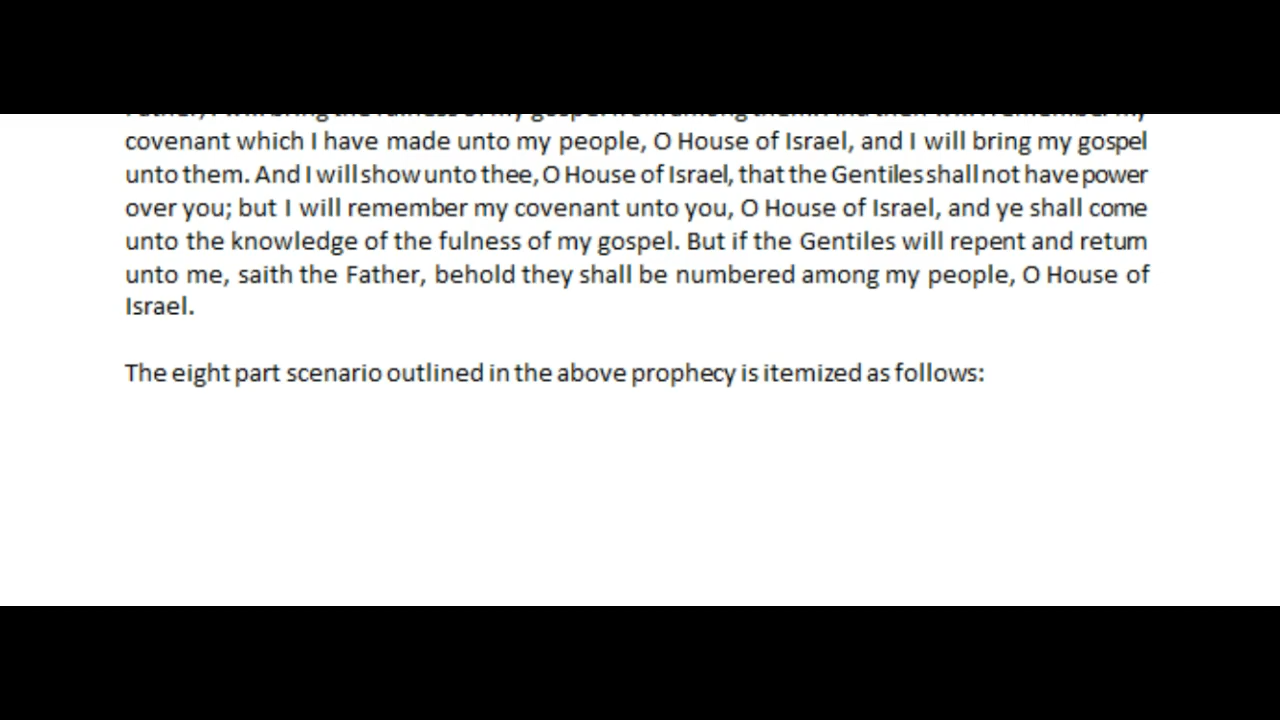 covenant which I have made unto my people, O House of Israel, and I will bring my gospel
unto them. And I will show unto thee, O House of Israel, that the Gentiles shall not have power
over you; but I will remember my covenant unto you, O House of Israel, and ye shall come
unto the knowledge of the fulness of my gospel. But if the Gentiles will repent and return
unto me, saith the Father, behold they shall be numbered among my people, O House of
Israel.
The eight part scenario outlined in the above prophecy is itemized as follows: